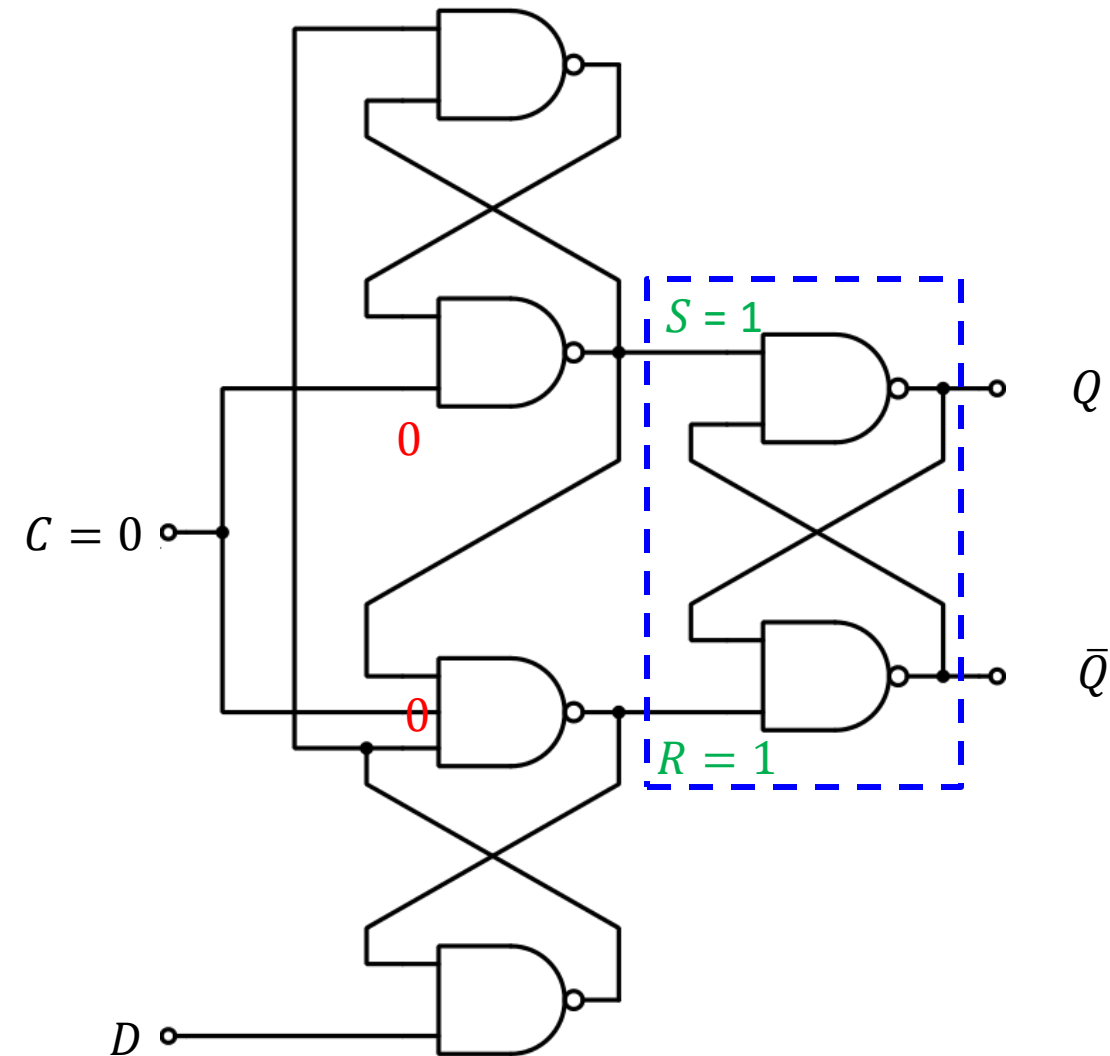 S = 1
Q
0
C = 0
Q̄
0
R = 1
D